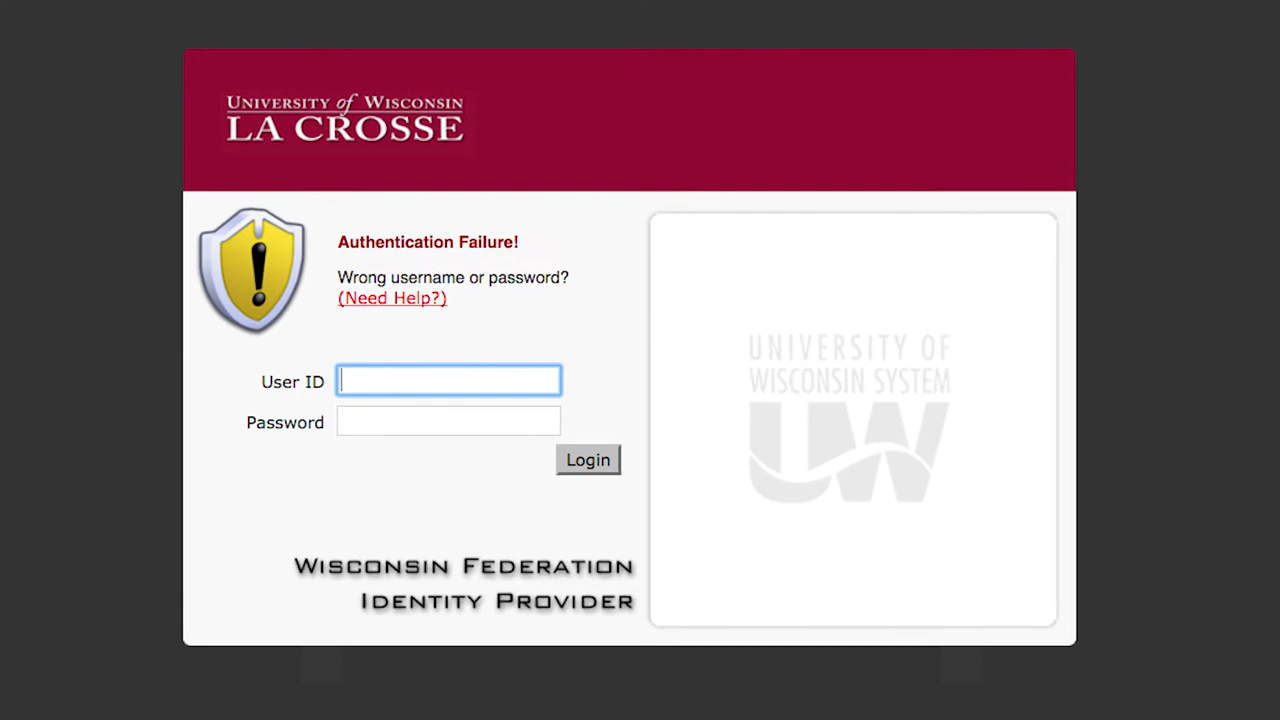 UNIVERSITY of WISCONSIN
LA CROSSE
Authentication Failure!
Wrong username or password?
(Need Help?)
User ID
Password
Login
WISCONSIN FEDERATION
IDENTITY PROVIDER
UNIVERSITY OF
WISCONSIN SYSTEM
UW